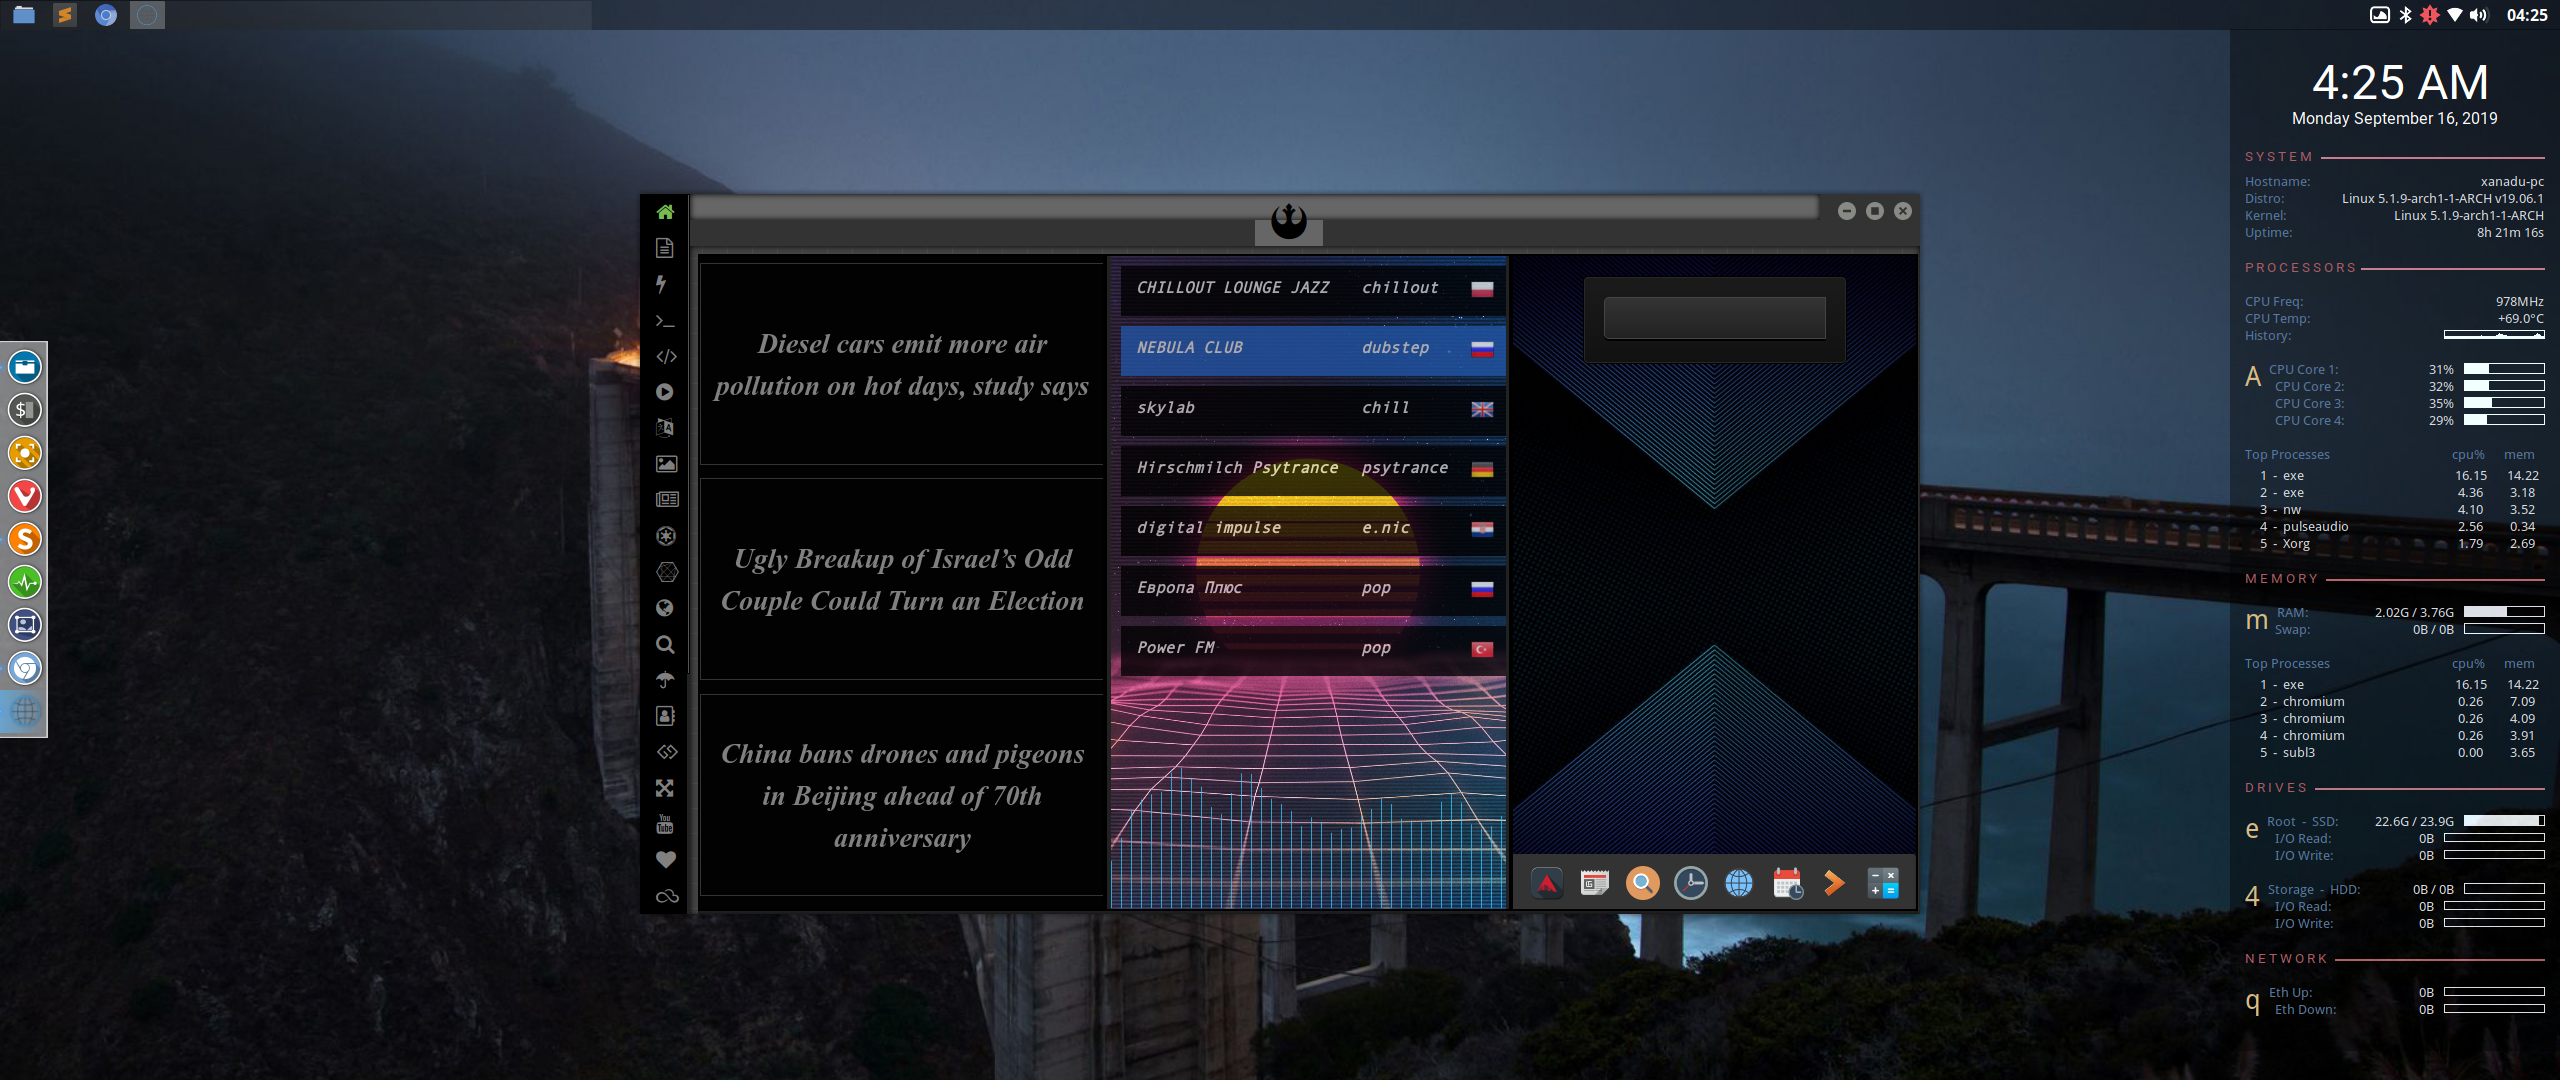 04:25
4:25 AM
Monday September 16, 2019
SYSTEM
Hostname: xanadu-pc
Distro: Linux 5.1.9-arch1-1-ARCH v19.06.1
Kernel: Linux 5.1.9-arch1-1-ARCH
Uptime: 8h 21m 16s
PROCESSORS
CPU Freq: 978MHz
CPU Temp: +69.0°C
History:
A CPU Core 1: 31%
CPU Core 2: 32%
CPU Core 3: 35%
CPU Core 4: 29%
Top Processes cpu% mem
1 - exe 16.15 14.22
2 - exe 4.36 3.18
3 - nw 4.10 3.52
4 - pulseaudio 2.56 0.34
5 - Xorg 1.79 2.69
MEMORY
m RAM: 2.02G / 3.76G
Swap: 0B / 0B
Top Processes cpu% mem
1 - exe 16.15 14.22
2 - chromium 0.26 7.09
3 - chromium 0.26 4.09
4 - chromium 0.26 3.91
5 - subl3 0.00 3.65
DRIVES
e Root - SSD: 22.6G / 23.9G
I/O Read: 0B
I/O Write: 0B
4 Storage - HDD: 0B / 0B
I/O Read: 0B
I/O Write: 0B
NETWORK
q Eth Up: 0B
Eth Down: 0B
Diesel cars emit more air
pollution on hot days, study says
Ugly Breakup of Israel’s Odd
Couple Could Turn an Election
China bans drones and pigeons
in Beijing ahead of 70th
anniversary
CHILLOUT LOUNGE JAZZ chillout
NEBULA CLUB dubstep
skylab chill
Hirschmilch Psytrance psytrance
digital impulse e.nic
Европа Плюс pop
Power FM pop
You
Tube